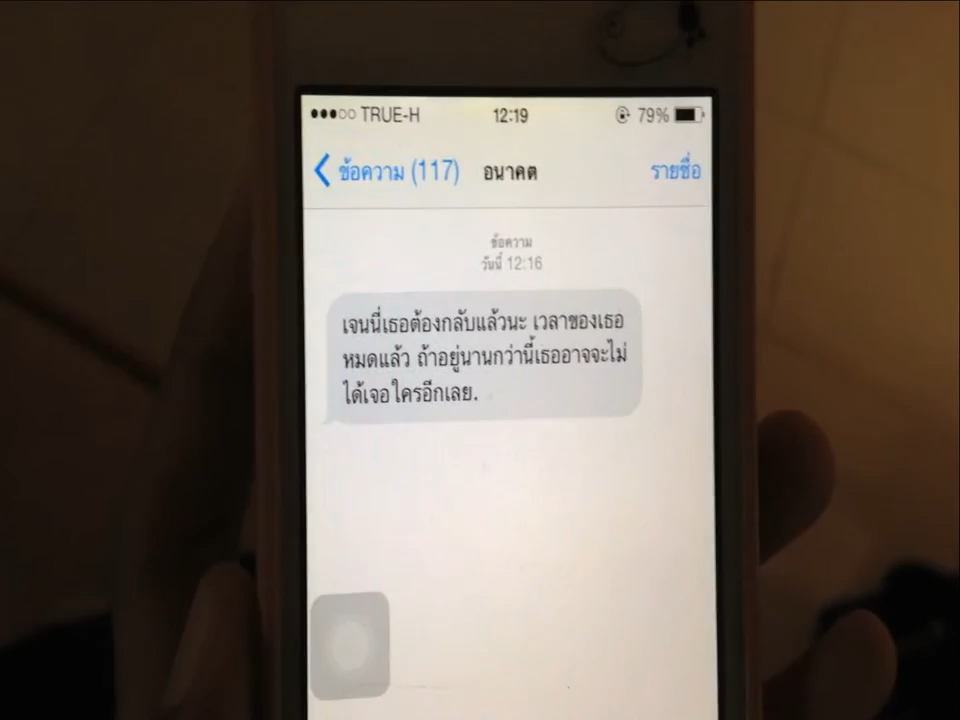 ●●●○○ TRUE-H 12:19 79%
ข้อความ (117) อนาคต รายชื่อ
ข้อความ
วันนี้ 12:16
เจนนี่เธอต้องกลับแล้วนะ เวลาของเธอ
หมดแล้ว ถ้าอยู่นานกว่านี้เธออาจจะไม่
ได้เจอใครอีกเลย.